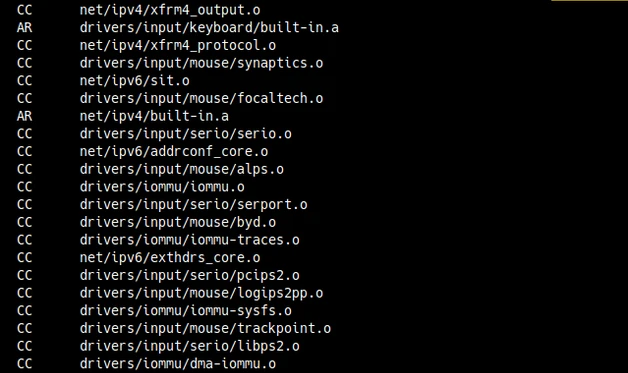 CC net/ipv4/xfrm4_output.o
AR drivers/input/keyboard/built-in.a
CC net/ipv4/xfrm4_protocol.o
CC drivers/input/mouse/synaptics.o
CC net/ipv6/sit.o
CC drivers/input/mouse/focaltech.o
AR net/ipv4/built-in.a
CC drivers/input/serio/serio.o
CC net/ipv6/addrconf_core.o
CC drivers/input/mouse/alps.o
CC drivers/iommu/iommu.o
CC drivers/input/serio/serport.o
CC drivers/input/mouse/byd.o
CC drivers/iommu/iommu-traces.o
CC net/ipv6/exthdrs_core.o
CC drivers/input/serio/pcips2.o
CC drivers/input/mouse/logips2pp.o
CC drivers/iommu/iommu-sysfs.o
CC drivers/input/mouse/trackpoint.o
CC drivers/input/serio/libps2.o
CC drivers/iommu/dma-iommu.o